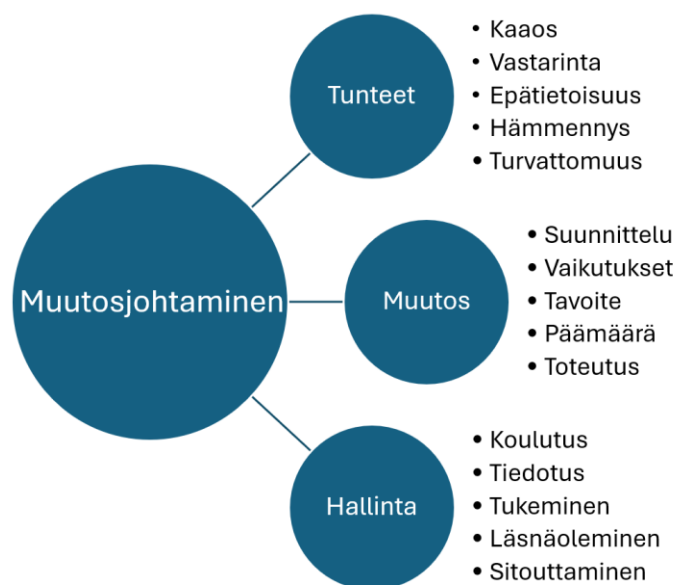 Muutosjohtaminen
Tunteet
• Kaaos
• Vastarinta
• Epätietoisuus
• Hämmennys
• Turvattomuus
Muutos
• Suunnittelu
• Vaikutukset
• Tavoite
• Päämäärä
• Toteutus
Hallinta
• Koulutus
• Tiedotus
• Tukeminen
• Läsnäoleminen
• Sitouttaminen